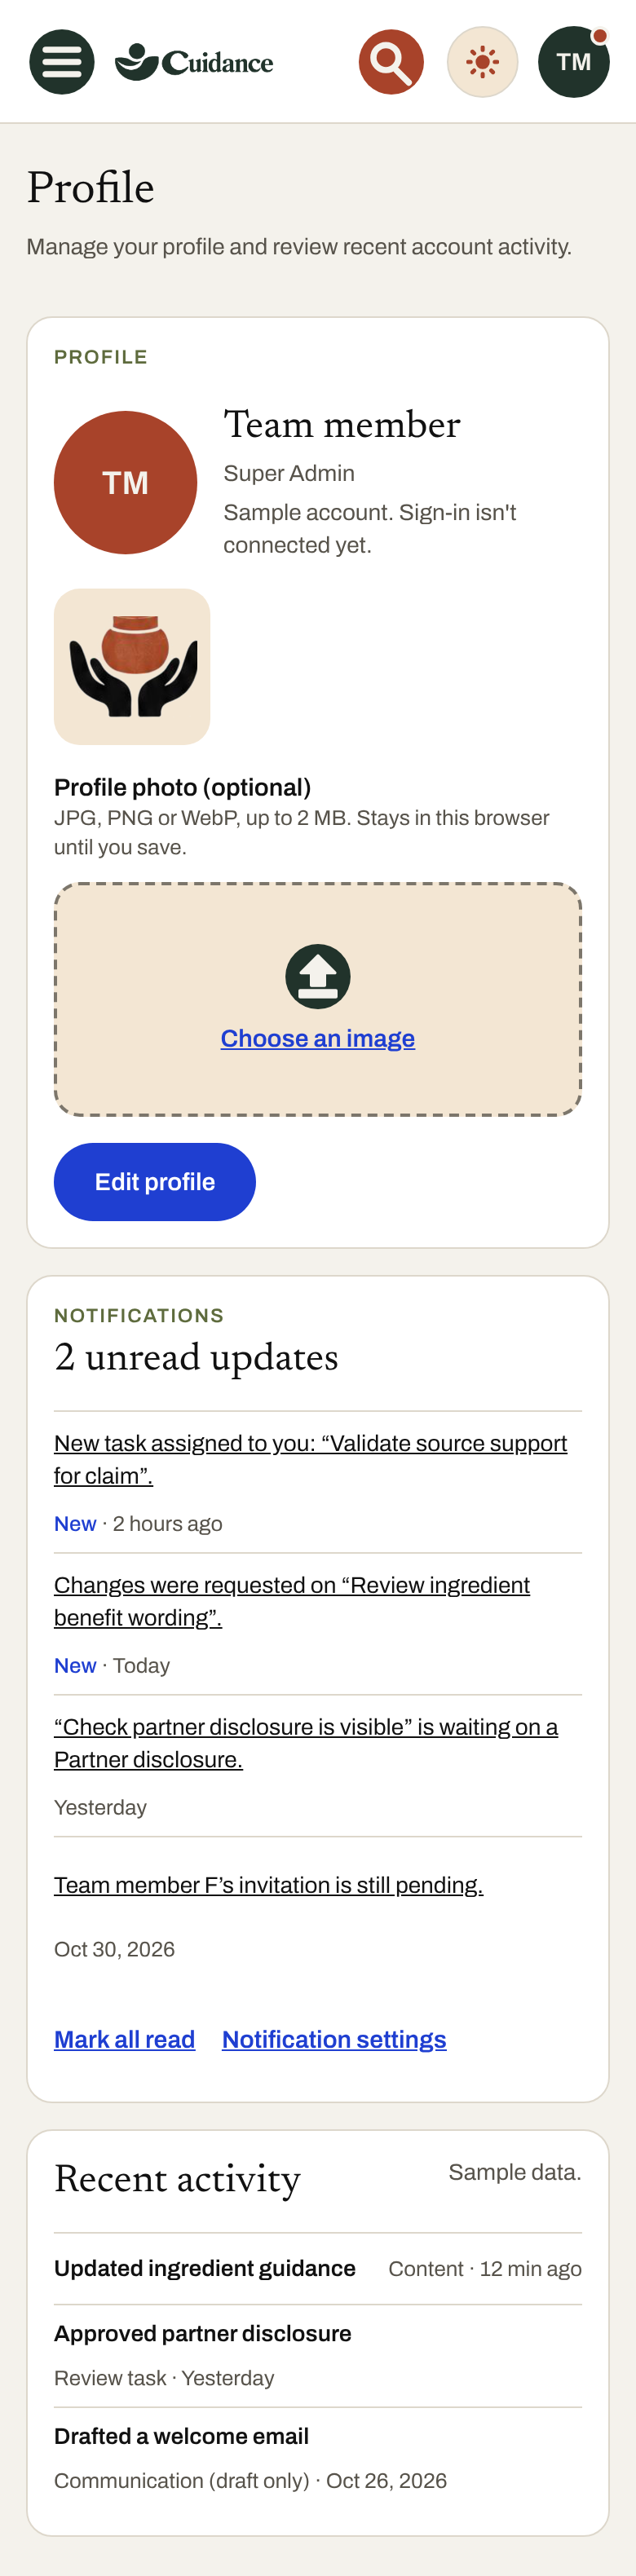 Cuidance
TM
Profile
Manage your profile and review recent account activity.
PROFILE
TM
Team member
Super Admin
Sample account. Sign-in isn't
connected yet.
Profile photo (optional)
JPG, PNG or WebP, up to 2 MB. Stays in this browser
until you save.
Choose an image
Edit profile
NOTIFICATIONS
2 unread updates
New task assigned to you: “Validate source support
for claim”.
New · 2 hours ago
Changes were requested on “Review ingredient
benefit wording”.
New · Today
“Check partner disclosure is visible” is waiting on a
Partner disclosure.
Yesterday
Team member F’s invitation is still pending.
Oct 30, 2026
Mark all read Notification settings
Recent activity Sample data.
Updated ingredient guidance Content · 12 min ago
Approved partner disclosure
Review task · Yesterday
Drafted a welcome email
Communication (draft only) · Oct 26, 2026